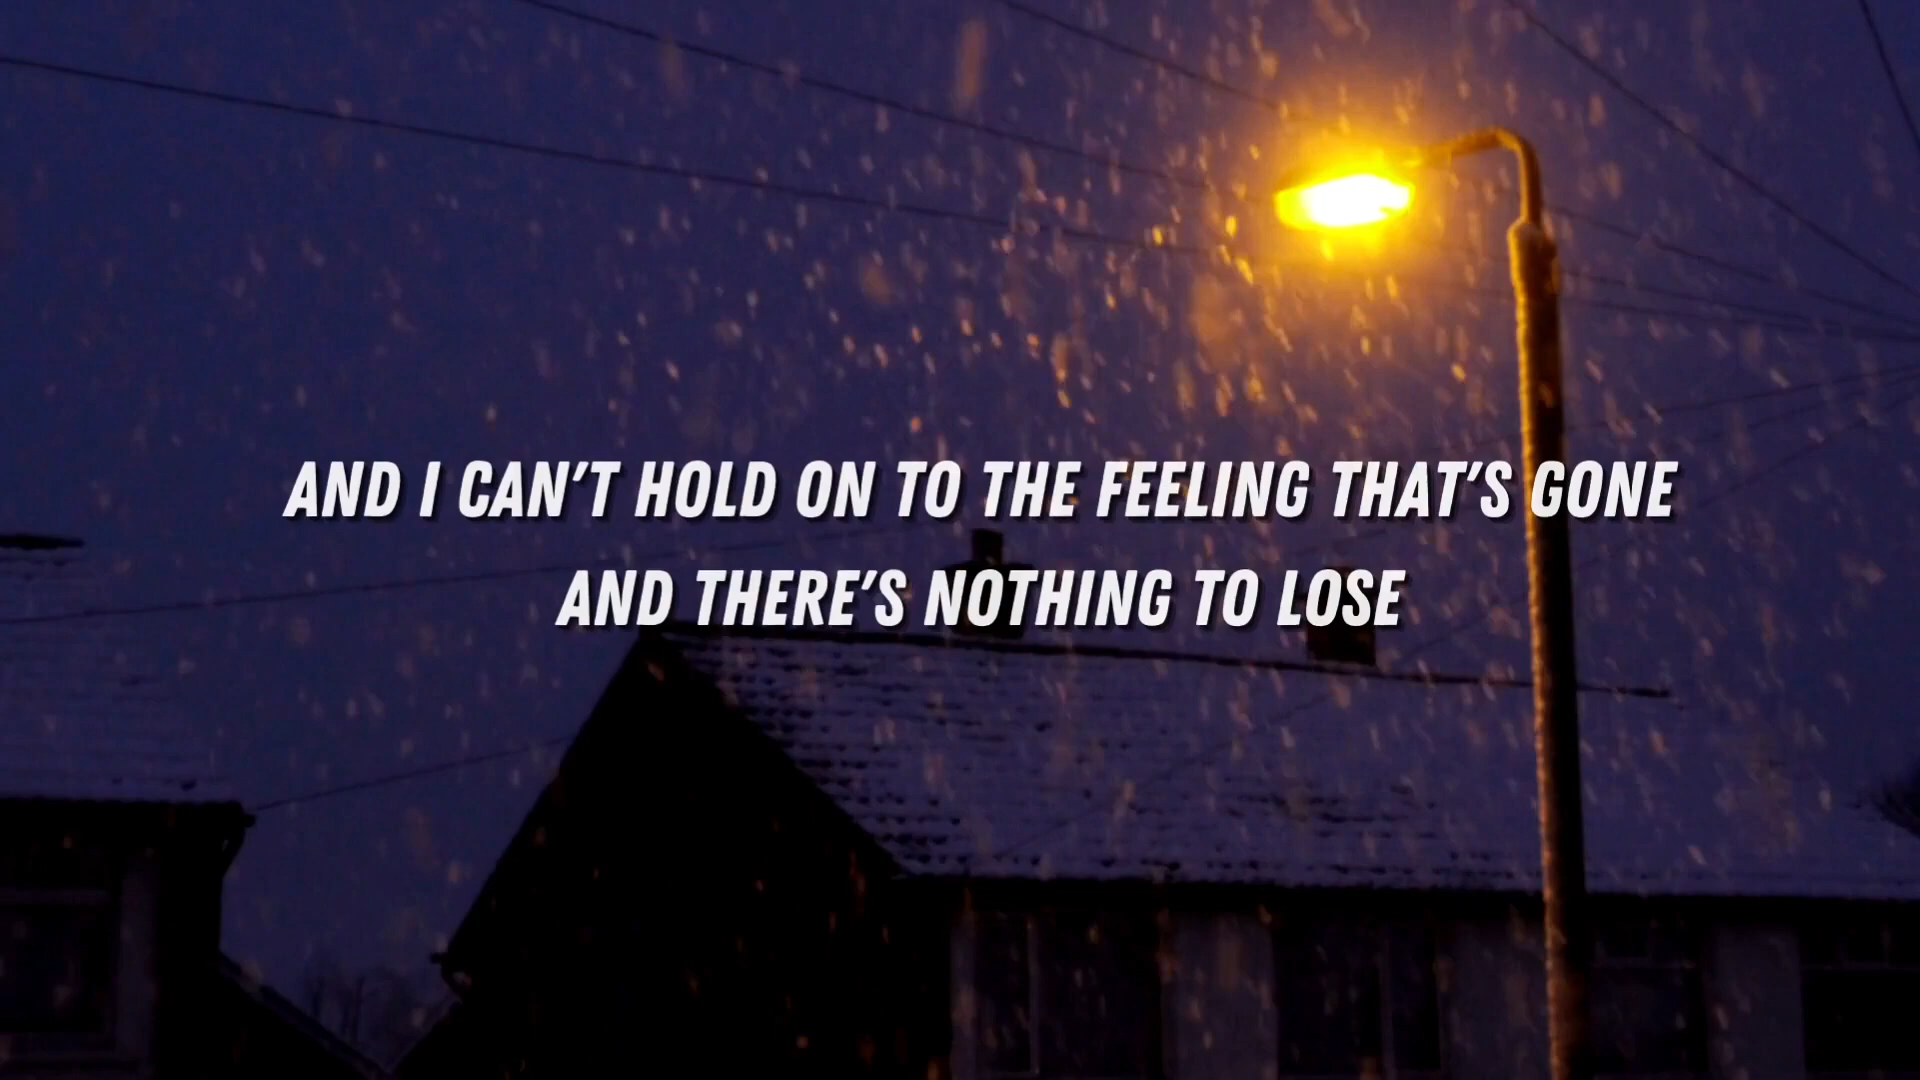 AND I CAN'T HOLD ON TO THE FEELING THAT'S GONE
AND THERE'S NOTHING TO LOSE